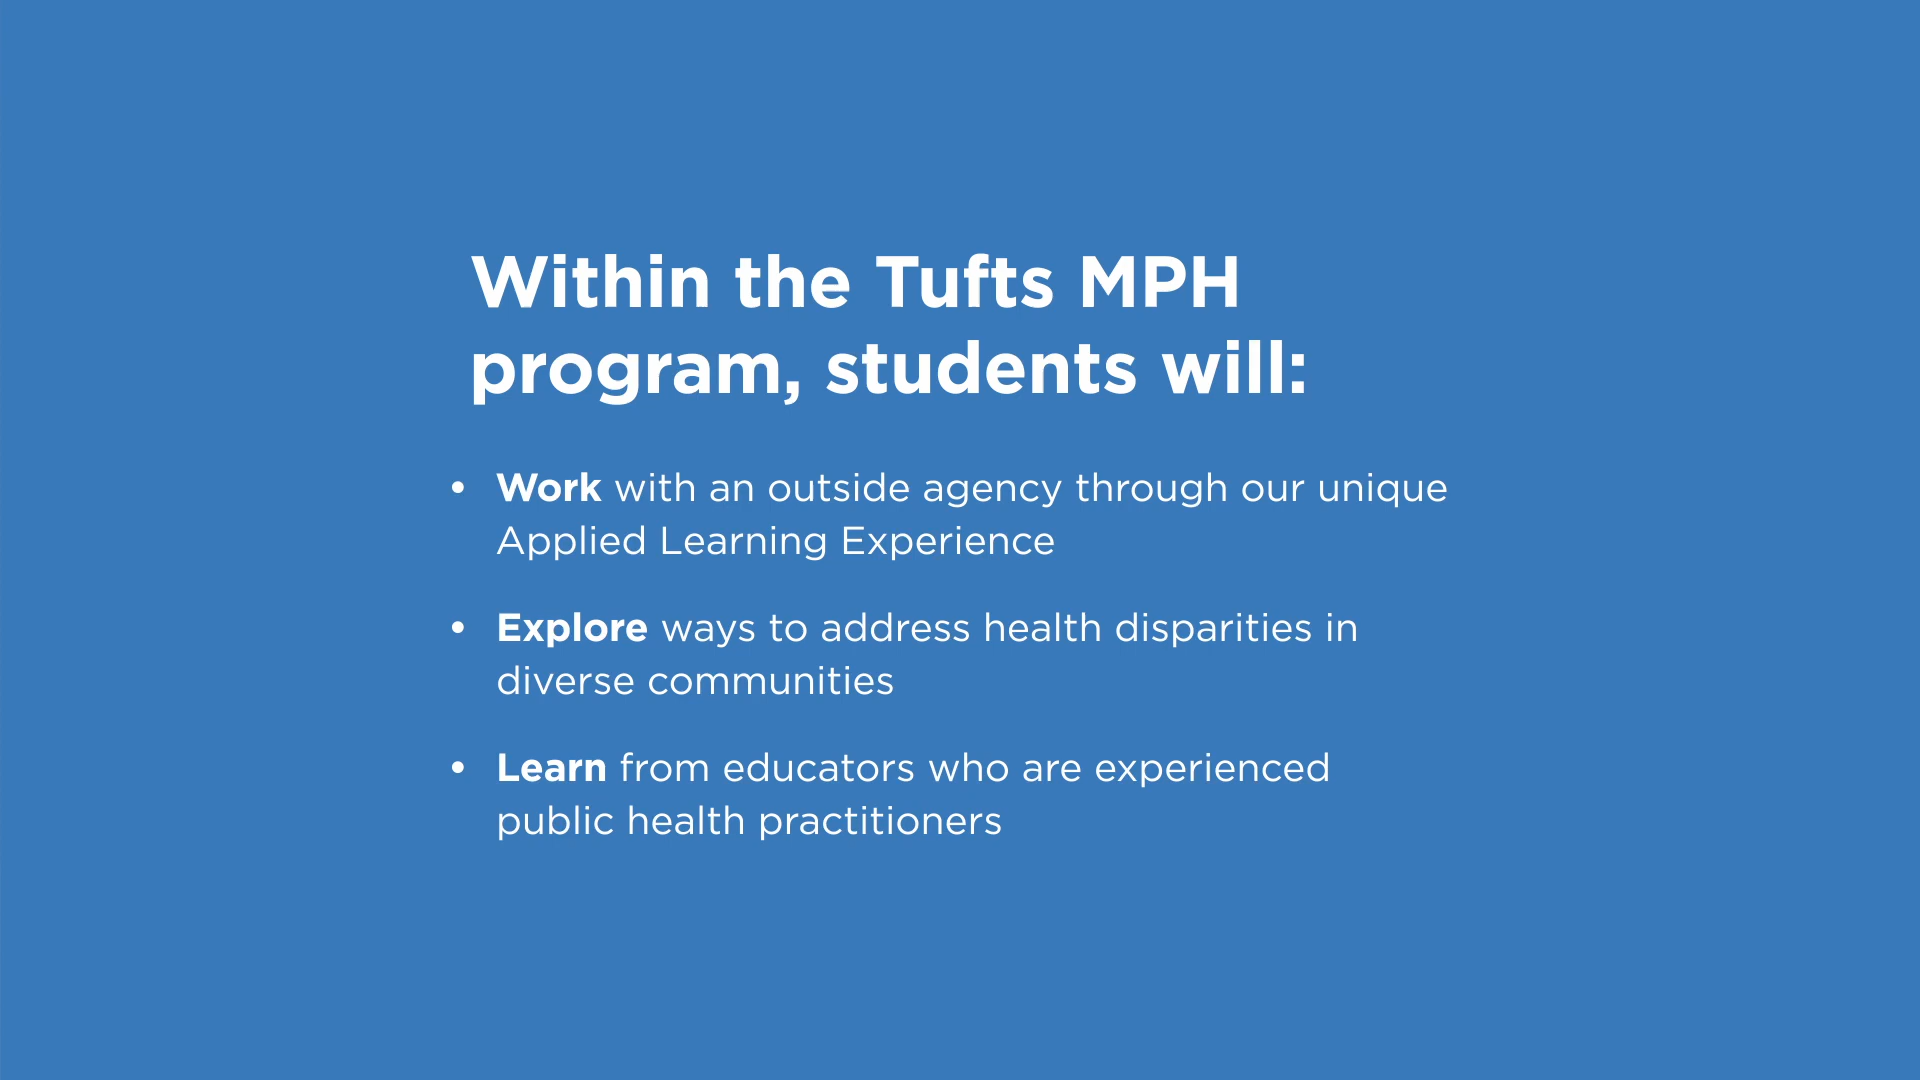 Within the Tufts MPH
program, students will:
• Work with an outside agency through our unique
Applied Learning Experience
• Explore ways to address health disparities in
diverse communities
• Learn from educators who are experienced
public health practitioners